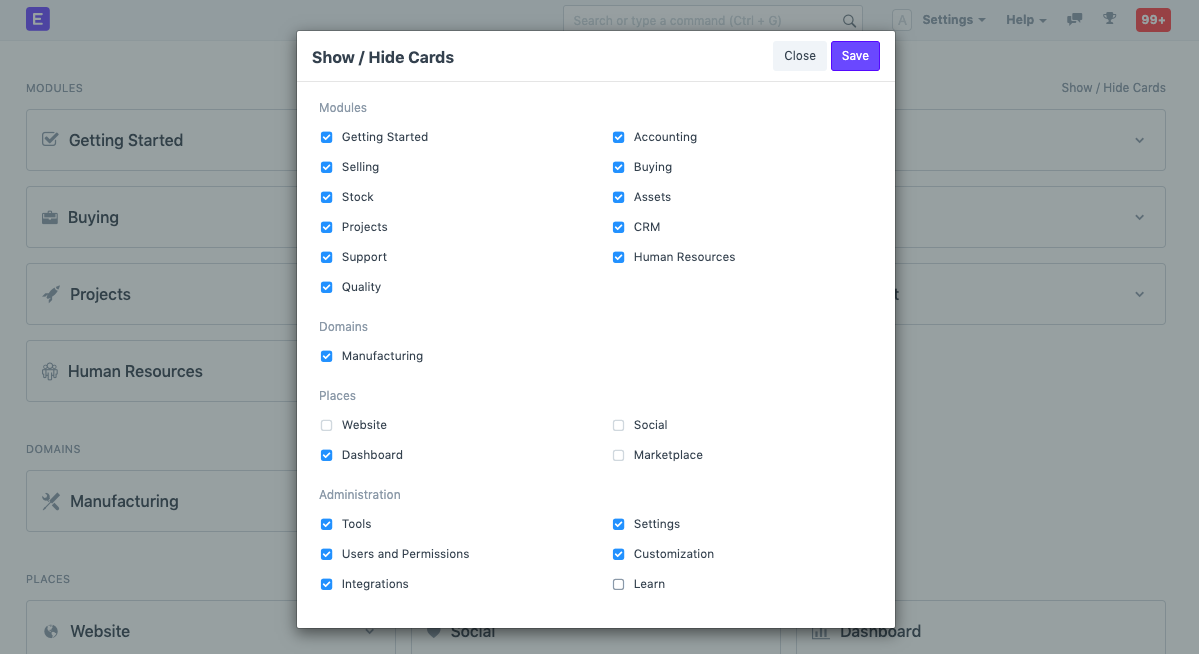 E
Search or type a command (Ctrl + G)
A
Settings
Help
99+
Show / Hide Cards
Close
Save
MODULES
Show / Hide Cards
Getting Started
Buying
Projects
t
Human Resources
DOMAINS
Manufacturing
PLACES
Website
Social
Dashboard
Modules
Getting Started
Accounting
Selling
Buying
Stock
Assets
Projects
CRM
Support
Human Resources
Quality
Domains
Manufacturing
Places
Website
Social
Dashboard
Marketplace
Administration
Tools
Settings
Users and Permissions
Customization
Integrations
Learn